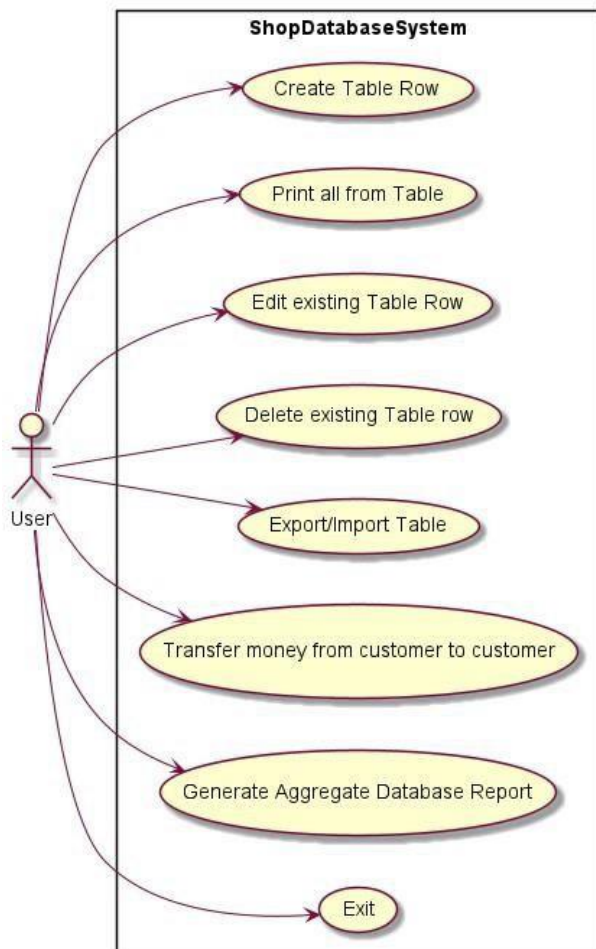 ShopDatabaseSystem
Create Table Row
Print all from Table
Edit existing Table Row
Delete existing Table row
User
Export/Import Table
Transfer money from customer to customer
Generate Aggregate Database Report
Exit